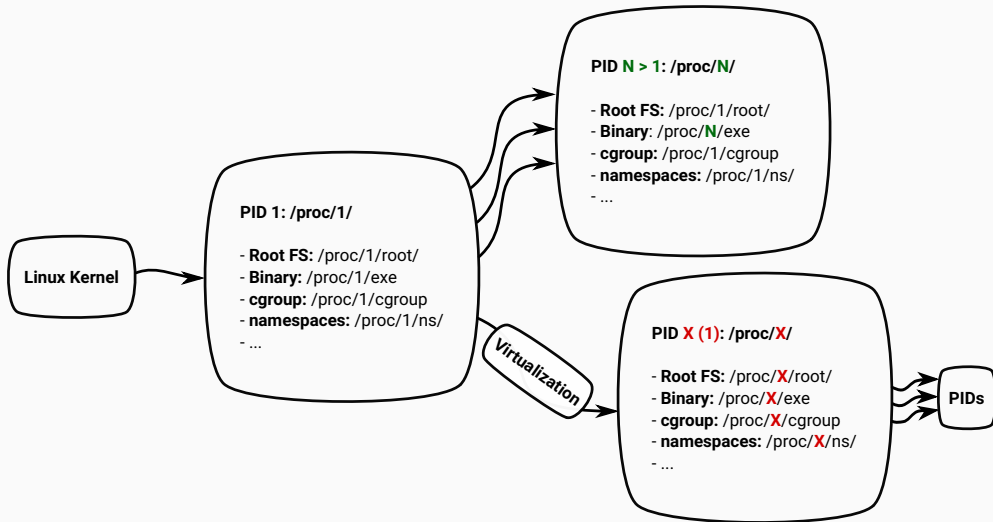 Linux Kernel
PID 1: /proc/1/
- Root FS: /proc/1/root/
- Binary: /proc/1/exe
- cgroup: /proc/1/cgroup
- namespaces: /proc/1/ns/
- ...
PID N > 1: /proc/N/
- Root FS: /proc/1/root/
- Binary: /proc/N/exe
- cgroup: /proc/1/cgroup
- namespaces: /proc/1/ns/
- ...
Virtualization
PID X (1): /proc/X/
- Root FS: /proc/X/root/
- Binary: /proc/X/exe
- cgroup: /proc/X/cgroup
- namespaces: /proc/X/ns/
- ...
PIDs